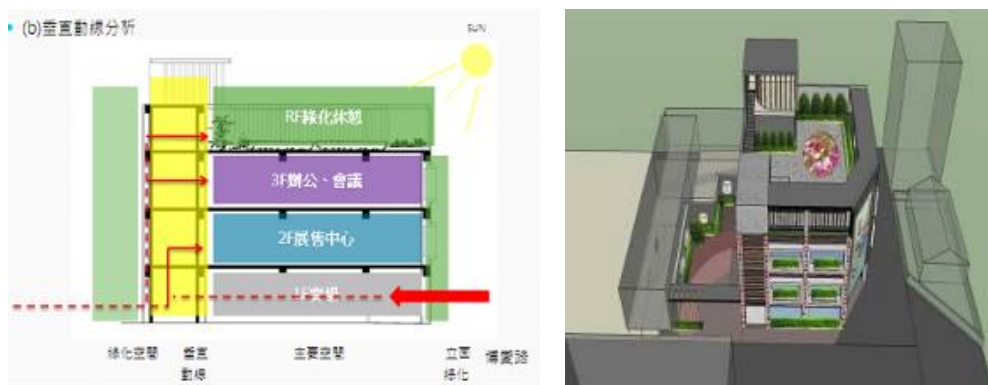 (b)垂直動線分析
SUN
RF綠化休憩
3F辦公、會議
2F展售中心
綠化空間
垂直
動線
主要空間
立面
綠化
博愛路